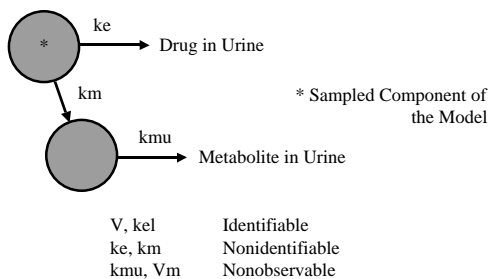 ke
* Drug in Urine
km
* Sampled Component of
the Model
kmu
Metabolite in Urine
V, kel Identifiable
ke, km Nonidentifiable
kmu, Vm Nonobservable